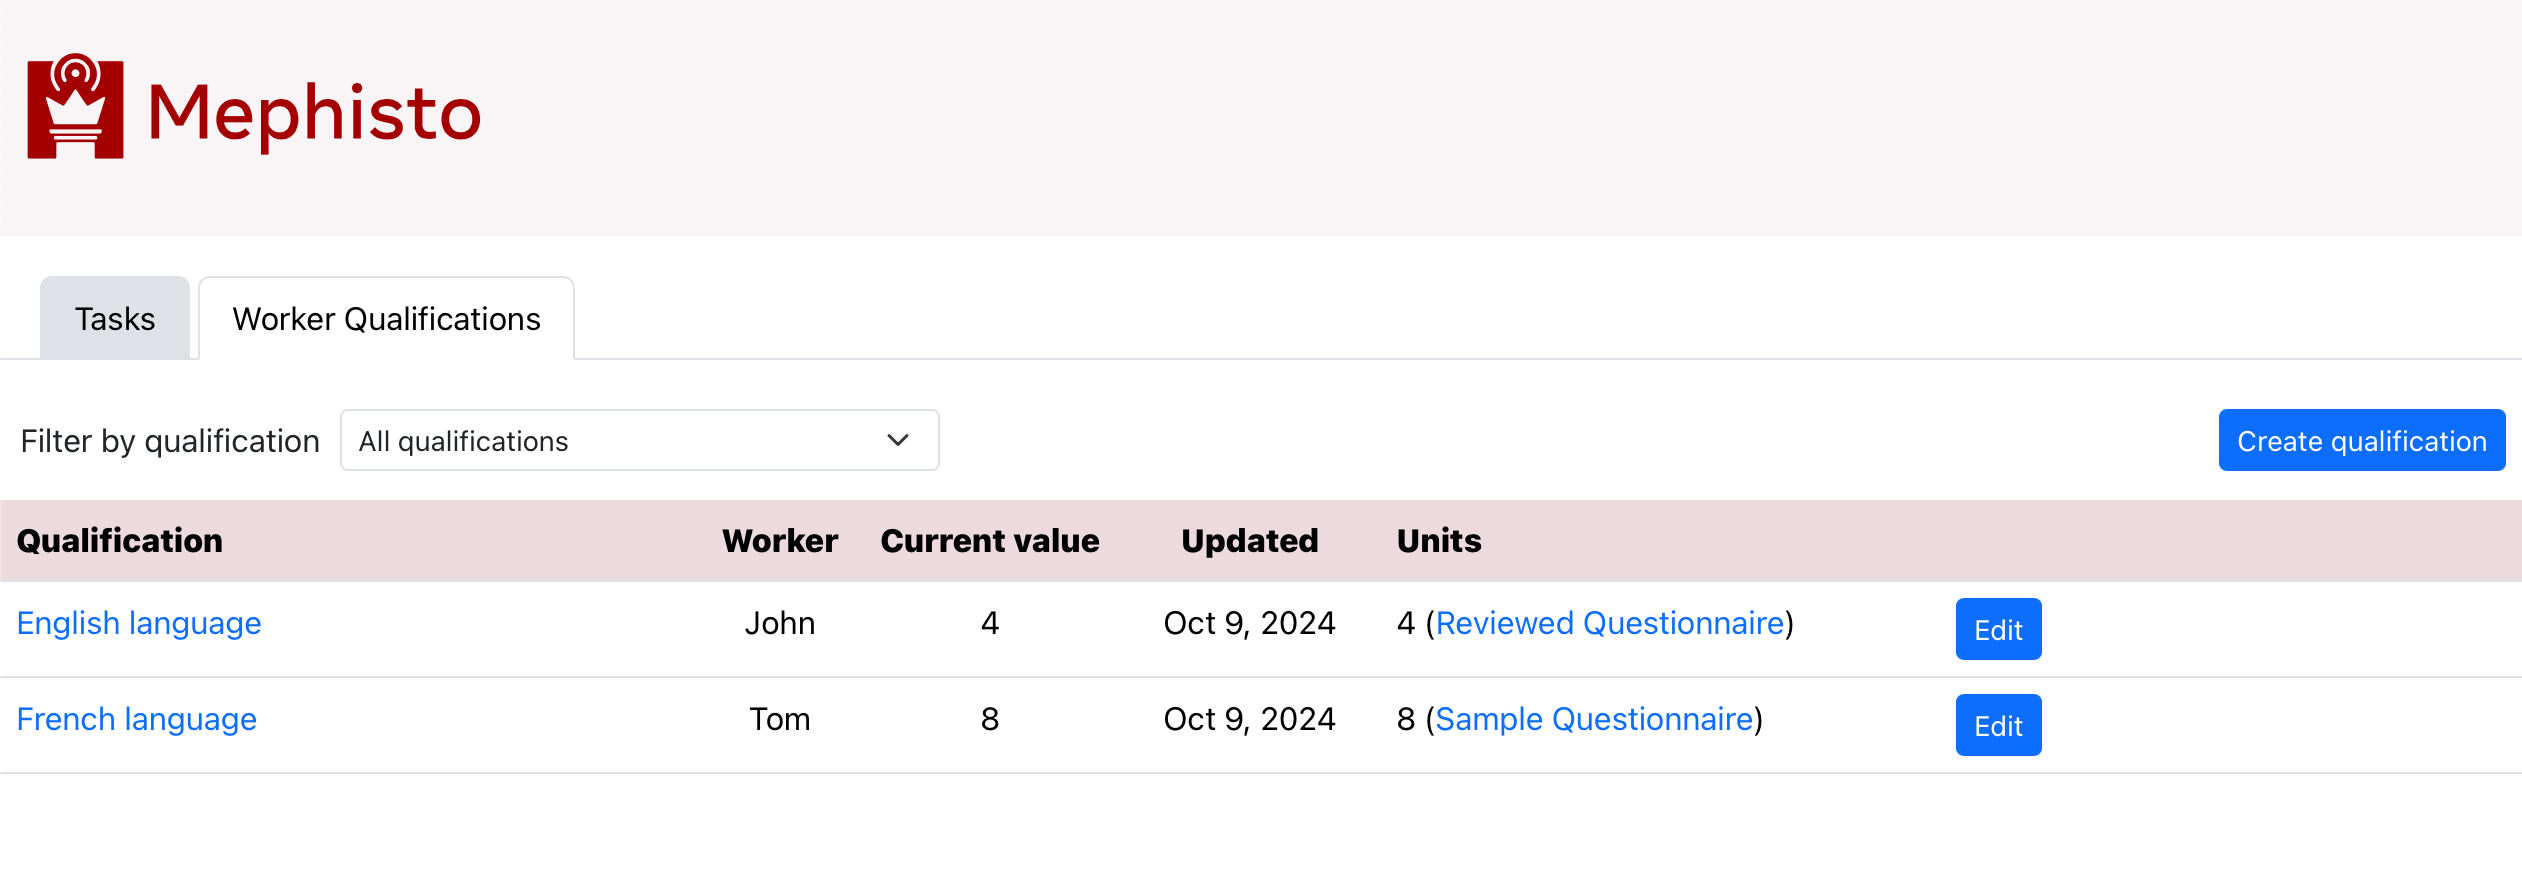 Mephisto
Tasks Worker Qualifications
Filter by qualification All qualifications Create qualification
Qualification Worker Current value Updated Units
English language John 4 Oct 9, 2024 4 (Reviewed Questionnaire) Edit
French language Tom 8 Oct 9, 2024 8 (Sample Questionnaire) Edit